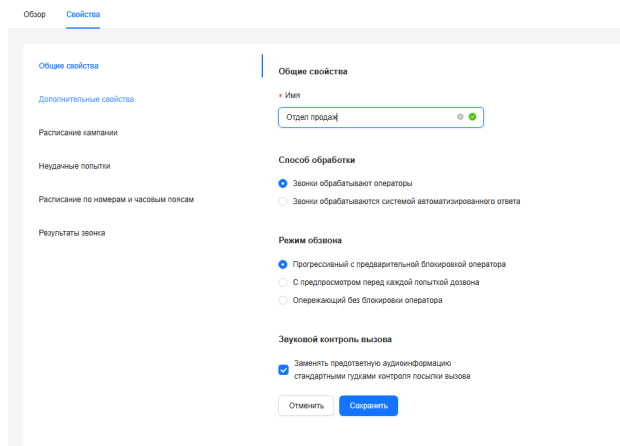 Обзор
Свойства
Общие свойства
Дополнительные свойства
Расписание кампании
Неудачные попытки
Расписание по номерам и часовым поясам
Результаты звонка
Общие свойства
* Имя
Отдел продаж
Способ обработки
Звонки обрабатывают операторы
Звонки обрабатываются системой автоматизированного ответа
Режим обзвона
Прогрессивный с предварительной блокировкой оператора
С предпросмотром перед каждой попыткой дозвона
Опережающий без блокировки оператора
Звуковой контроль вызова
Заменять предответную аудиоинформацию
стандартными гудками контроля посылки вызова
Отменить
Сохранить